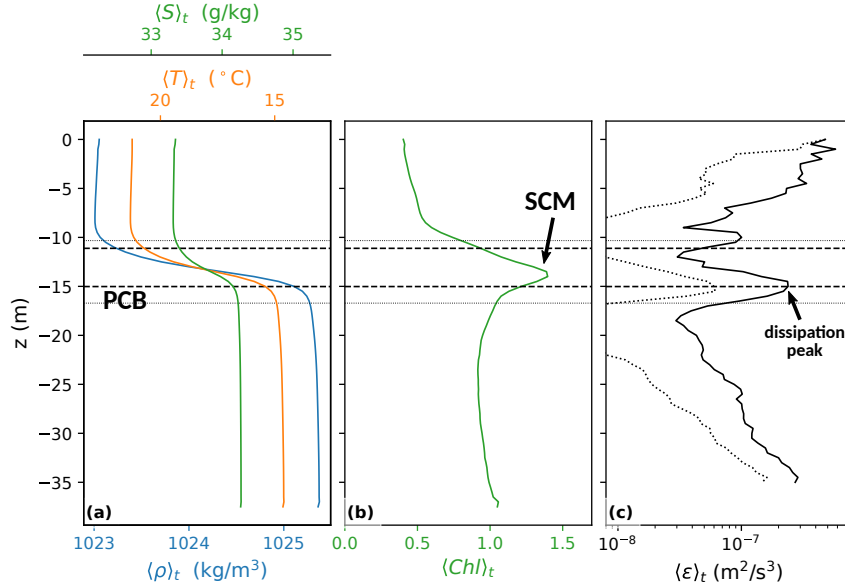 ⟨S⟩t (g/kg)
33 34 35
⟨T⟩t (°C)
20 15
0
−5
−10
−15
−20
−25
−30
−35
z (m)
PCB
SCM
dissipation
peak
(a)
(b)
(c)
1023 1024 1025
⟨ρ⟩t (kg/m³)
0.0 0.5 1.0 1.5
⟨Chl⟩t
10⁻⁸ 10⁻⁷
⟨ε⟩t (m²/s³)